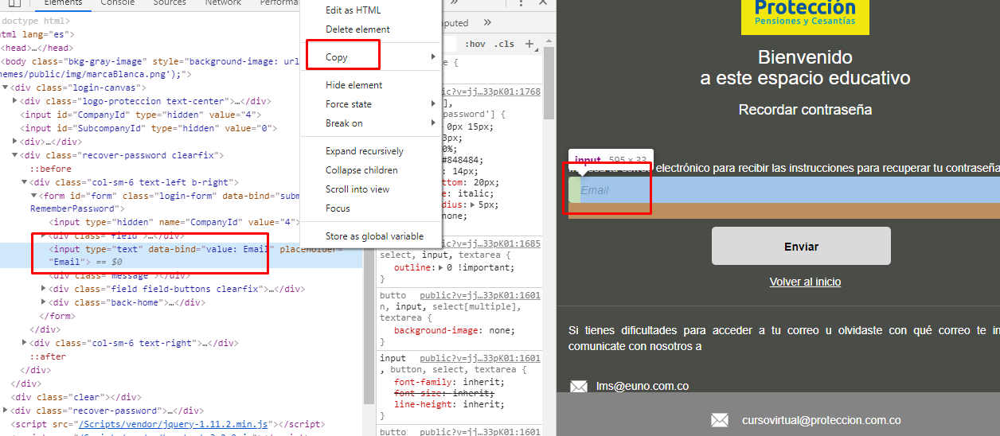 Elements Console Sources Network Performa
doctype html>
html lang="es">
<head>…</head>
<body class="bkg-gray-image" style="background-image: url
hemes/public/img/marcaBlanca.png');">
<div class="login-canvas">
<div class="logo-proteccion text-center">…</div>
<input id="CompanyId" type="hidden" value="4">
<input id="SubcompanyId" type="hidden" value="0">
<div>…</div>
<div class="recover-password clearfix">
::before
<div class="col-sm-6 text-left b-right">
<form id="form" class="login-form" data-bind="subm
RememberPassword">
<input type="hidden" name="CompanyId" value="4">
<div class="field">…</div>
<input type="text" data-bind="value: Email" placeholder=
"Email"> == $0
<div class="message"></div>
<div class="field field-buttons clearfix">…</div>
<div class="back-home">…</div>
</form>
</div>
<div class="col-sm-6 text-right">…</div>
::after
</div>
</div>
<div class="clear"></div>
<div class="recover-password">…</div>
<script src="/Scripts/vendor/jquery-1.11.2.min.js"></script>
Edit as HTML
Delete element
Copy
Hide element
Force state
Break on
Expand recursively
Collapse children
Scroll into view
Focus
Store as global variable
»
puted »
:hov .cls +
e {
public?v=jj…33pK01:1768
],
password'] {
0px 15px;
3px;
0%;
#848484;
: 14px;
ottom: 20px;
e: italic;
adius: 5px;
none;
public?v=jj…33pK01:1685
select, input, textarea {
outline: 0 !important;
}
butto public?v=jj…33pK01:1601
n, input, select[multiple],
textarea {
background-image: none;
}
input public?v=jj…33pK01:1601
, button, select, textarea {
font-family: inherit;
font-size: inherit;
line-height: inherit;
}
butto public?v=jj…33pK01:1601
Protección
Pensiones y Cesantías
Bienvenido
a este espacio educativo
Recordar contraseña
input 595 × 33
electrónico para recibir las instrucciones para recuperar tu contraseña
Email
Enviar
Volver al inicio
Si tienes dificultades para acceder a tu correo u olvidaste con qué correo te in
comunicate con nosotros a
lms@euno.com.co
cursovirtual@proteccion.com.co